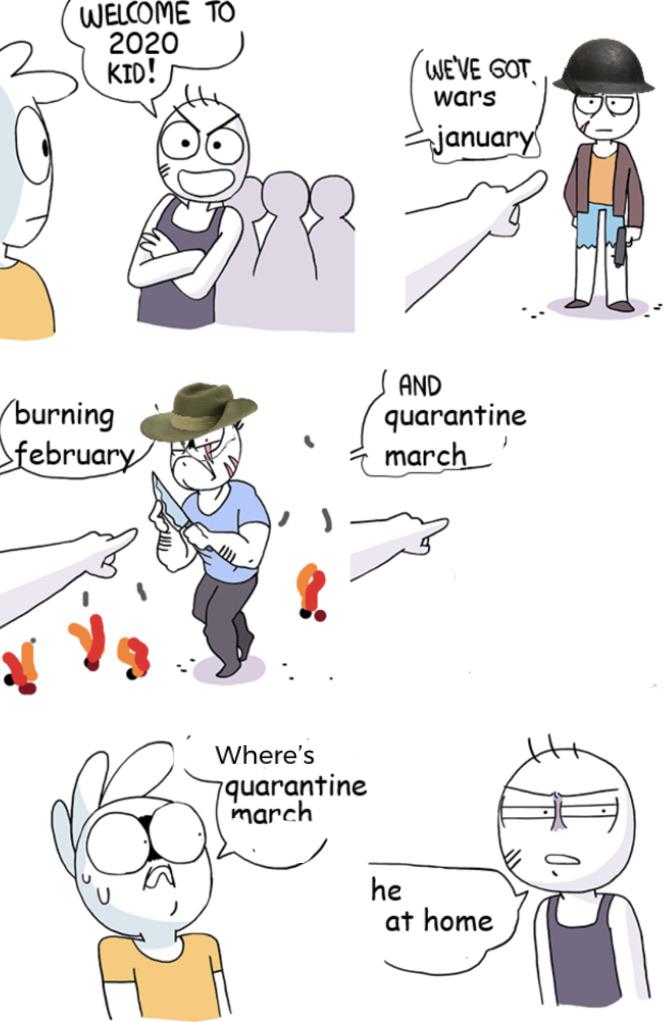 WELCOME TO
2020
KID!
WE'VE GOT
wars
january
burning
february
AND
quarantine
march
Where's
quarantine
march
he
at home